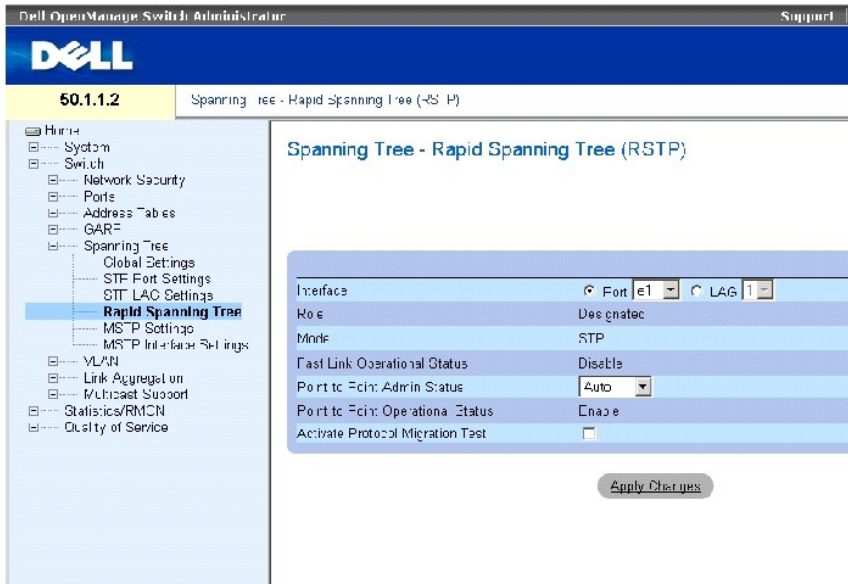 Dell OpenManage Switch Administrator
Support
DELL
50.1.1.2
Spanning Tree - Rapid Spanning Tree (RSTP)
Home
System
Switch
Network Security
Ports
Address Tables
GARP
Spanning Tree
Global Settings
STP Port Settings
STP LAG Settings
Rapid Spanning Tree
MSTP Settings
MSTP Interface Settings
VLAN
Link Aggregation
Multicast Support
Statistics/RMON
Quality of Service
Spanning Tree - Rapid Spanning Tree (RSTP)
Interface Port e1 LAG 1
Role Designated
Mode STP
Fast Link Operational Status Disable
Point to Point Admin Status Auto
Point to Point Operational Status Enable
Activate Protocol Migration Test
Apply Changes